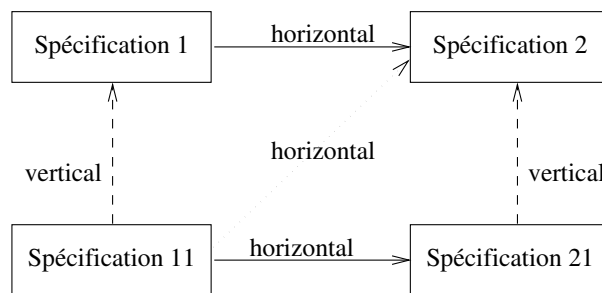 Spécification 1
horizontal
Spécification 2
vertical
horizontal
vertical
Spécification 11
horizontal
Spécification 21